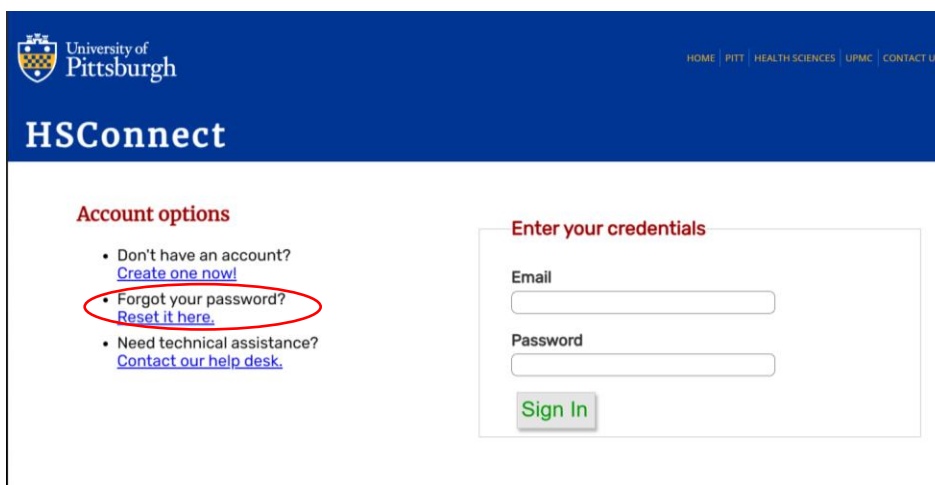 University of
Pittsburgh
HOME PITT HEALTH SCIENCES UPMC CONTACT U
HSConnect
Account options
Don't have an account?
Create one now!
Forgot your password?
Reset it here.
Need technical assistance?
Contact our help desk.
Enter your credentials
Email
Password
Sign In